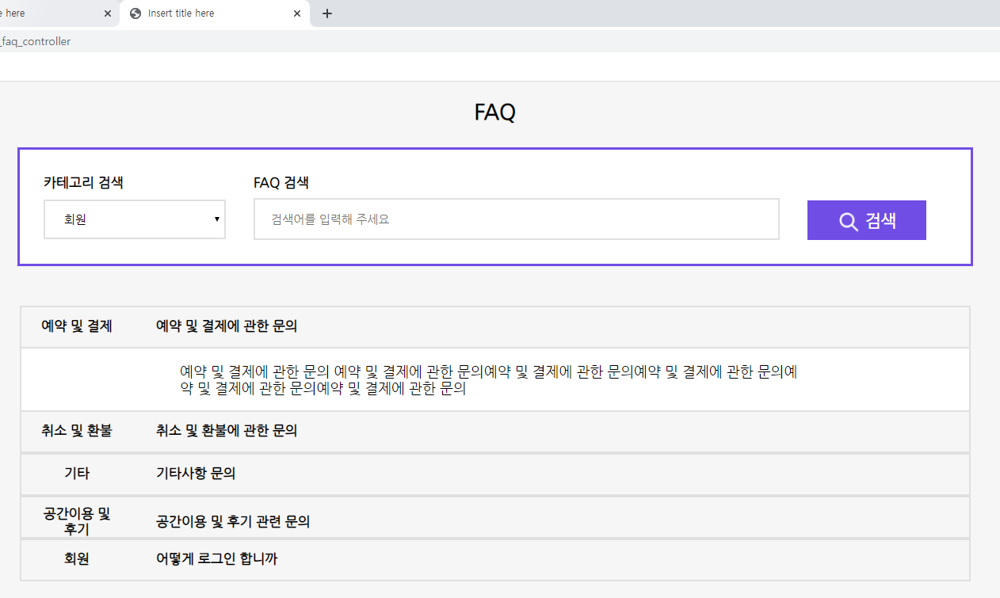 e here
Insert title here
_faq_controller
FAQ
카테고리 검색
FAQ 검색
회원
검색어를 입력해 주세요
검색
예약 및 결제
예약 및 결제에 관한 문의
예약 및 결제에 관한 문의 예약 및 결제에 관한 문의예약 및 결제에 관한 문의예약 및 결제에 관한 문의예
약 및 결제에 관한 문의예약 및 결제에 관한 문의
취소 및 환불
취소 및 환불에 관한 문의
기타
기타사항 문의
공간이용 및
후기
공간이용 및 후기 관련 문의
회원
어떻게 로그인 합니까